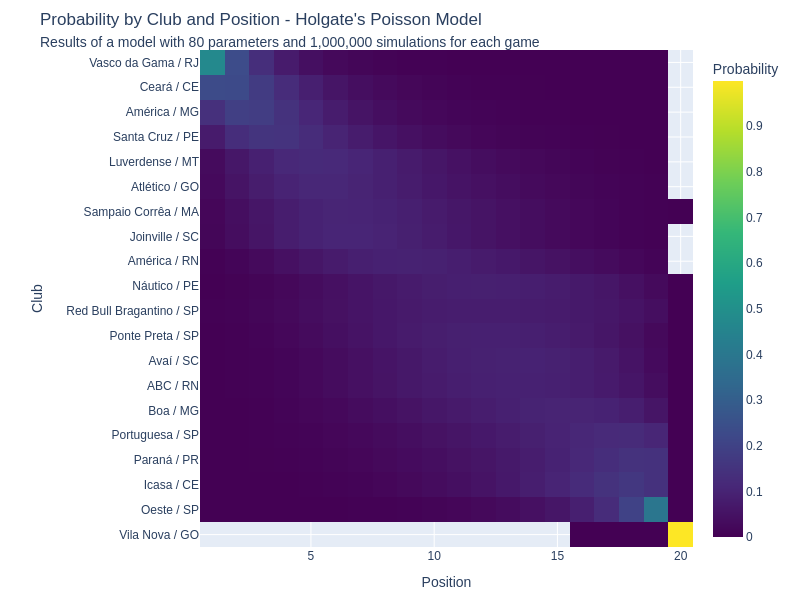 Probability by Club and Position - Holgate's Poisson Model
Results of a model with 80 parameters and 1,000,000 simulations for each game
Probability
Club
Vasco da Gama / RJ
Ceará / CE
América / MG
Santa Cruz / PE
Luverdense / MT
Atlético / GO
Sampaio Corrêa / MA
Joinville / SC
América / RN
Náutico / PE
Red Bull Bragantino / SP
Ponte Preta / SP
Avaí / SC
ABC / RN
Boa / MG
Portuguesa / SP
Paraná / PR
Icasa / CE
Oeste / SP
Vila Nova / GO
5
10
15
20
Position
0.9
0.8
0.7
0.6
0.5
0.4
0.3
0.2
0.1
0